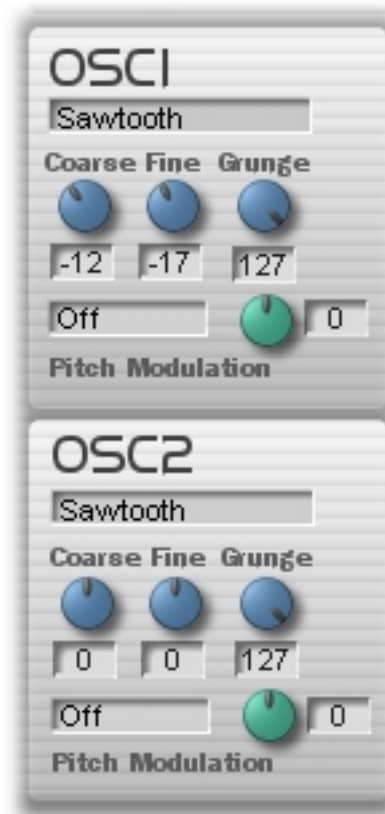 OSC1
Sawtooth
Coarse Fine Grunge
-12 -17 127
Off 0
Pitch Modulation
OSC2
Sawtooth
Coarse Fine Grunge
0 0 127
Off 0
Pitch Modulation